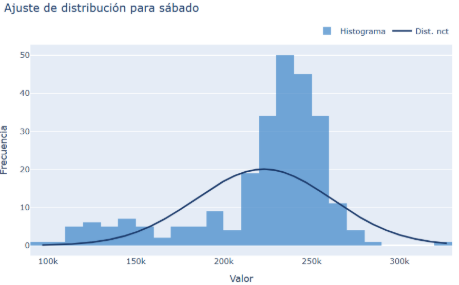 Ajuste de distribución para sábado
Histograma
Dist. nct
50
40
30
20
10
0
Frecuencia
100k
150k
200k
250k
300k
Valor